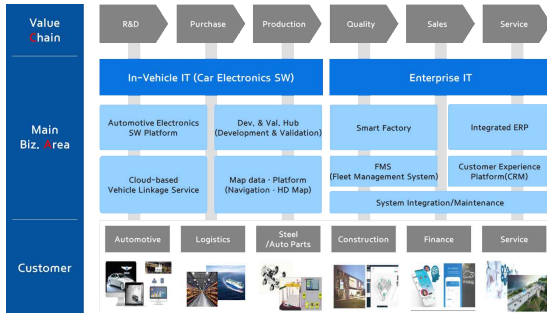 Value
Chain
R&D
Purchase
Production
Quality
Sales
Service
In-Vehicle IT (Car Electronics SW)
Enterprise IT
Main
Biz. Area
Automotive Electronics
SW Platform
Dev. & Val. Hub
(Development & Validation)
Smart Factory
Integrated ERP
Cloud-based
Vehicle Linkage Service
Map data · Platform
(Navigation · HD Map)
FMS
(Fleet Management System)
Customer Experience
Platform(CRM)
System Integration/Maintenance
Customer
Automotive
Logistics
Steel
/Auto Parts
Construction
Finance
Service